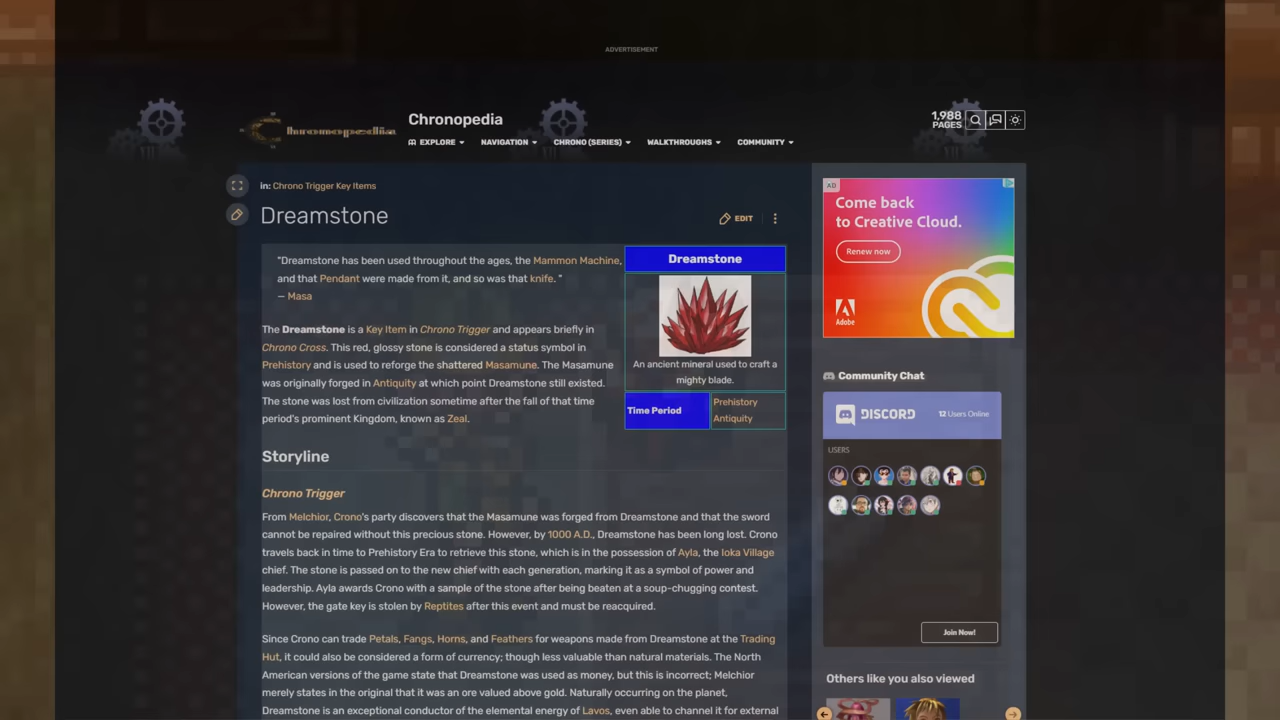 ADVERTISEMENT
Chronopedia
Chronopedia
EXPLORE
NAVIGATION
CHRONO (SERIES)
WALKTHROUGHS
COMMUNITY
1,988
PAGES
in: Chrono Trigger Key Items
Dreamstone
EDIT
"Dreamstone has been used throughout the ages, the Mammon Machine,
and that Pendant were made from it, and so was that knife. "
— Masa
The Dreamstone is a Key Item in Chrono Trigger and appears briefly in
Chrono Cross. This red, glossy stone is considered a status symbol in
Prehistory and is used to reforge the shattered Masamune. The Masamune
was originally forged in Antiquity at which point Dreamstone still existed.
The stone was lost from civilization sometime after the fall of that time
period's prominent Kingdom, known as Zeal.
Dreamstone
An ancient mineral used to craft a
mighty blade.
Time Period
Prehistory
Antiquity
Storyline
Chrono Trigger
From Melchior, Crono's party discovers that the Masamune was forged from Dreamstone and that the sword
cannot be repaired without this precious stone. However, by 1000 A.D., Dreamstone has been long lost. Crono
travels back in time to Prehistory Era to retrieve this stone, which is in the possession of Ayla, the Ioka Village
chief. The stone is passed on to the new chief with each generation, marking it as a symbol of power and
leadership. Ayla awards Crono with a sample of the stone after being beaten at a soup-chugging contest.
However, the gate key is stolen by Reptites after this event and must be reacquired.
Since Crono can trade Petals, Fangs, Horns, and Feathers for weapons made from Dreamstone at the Trading
Hut, it could also be considered a form of currency; though less valuable than natural materials. The North
American versions of the game state that Dreamstone was used as money, but this is incorrect; Melchior
merely states in the original that it was an ore valued above gold. Naturally occurring on the planet,
Dreamstone is an exceptional conductor of the elemental energy of Lavos, even able to channel it for external
AD
Come back
to Creative Cloud.
Renew now
Adobe
Community Chat
DISCORD
12 Users Online
USERS
Join Now!
Others like you also viewed